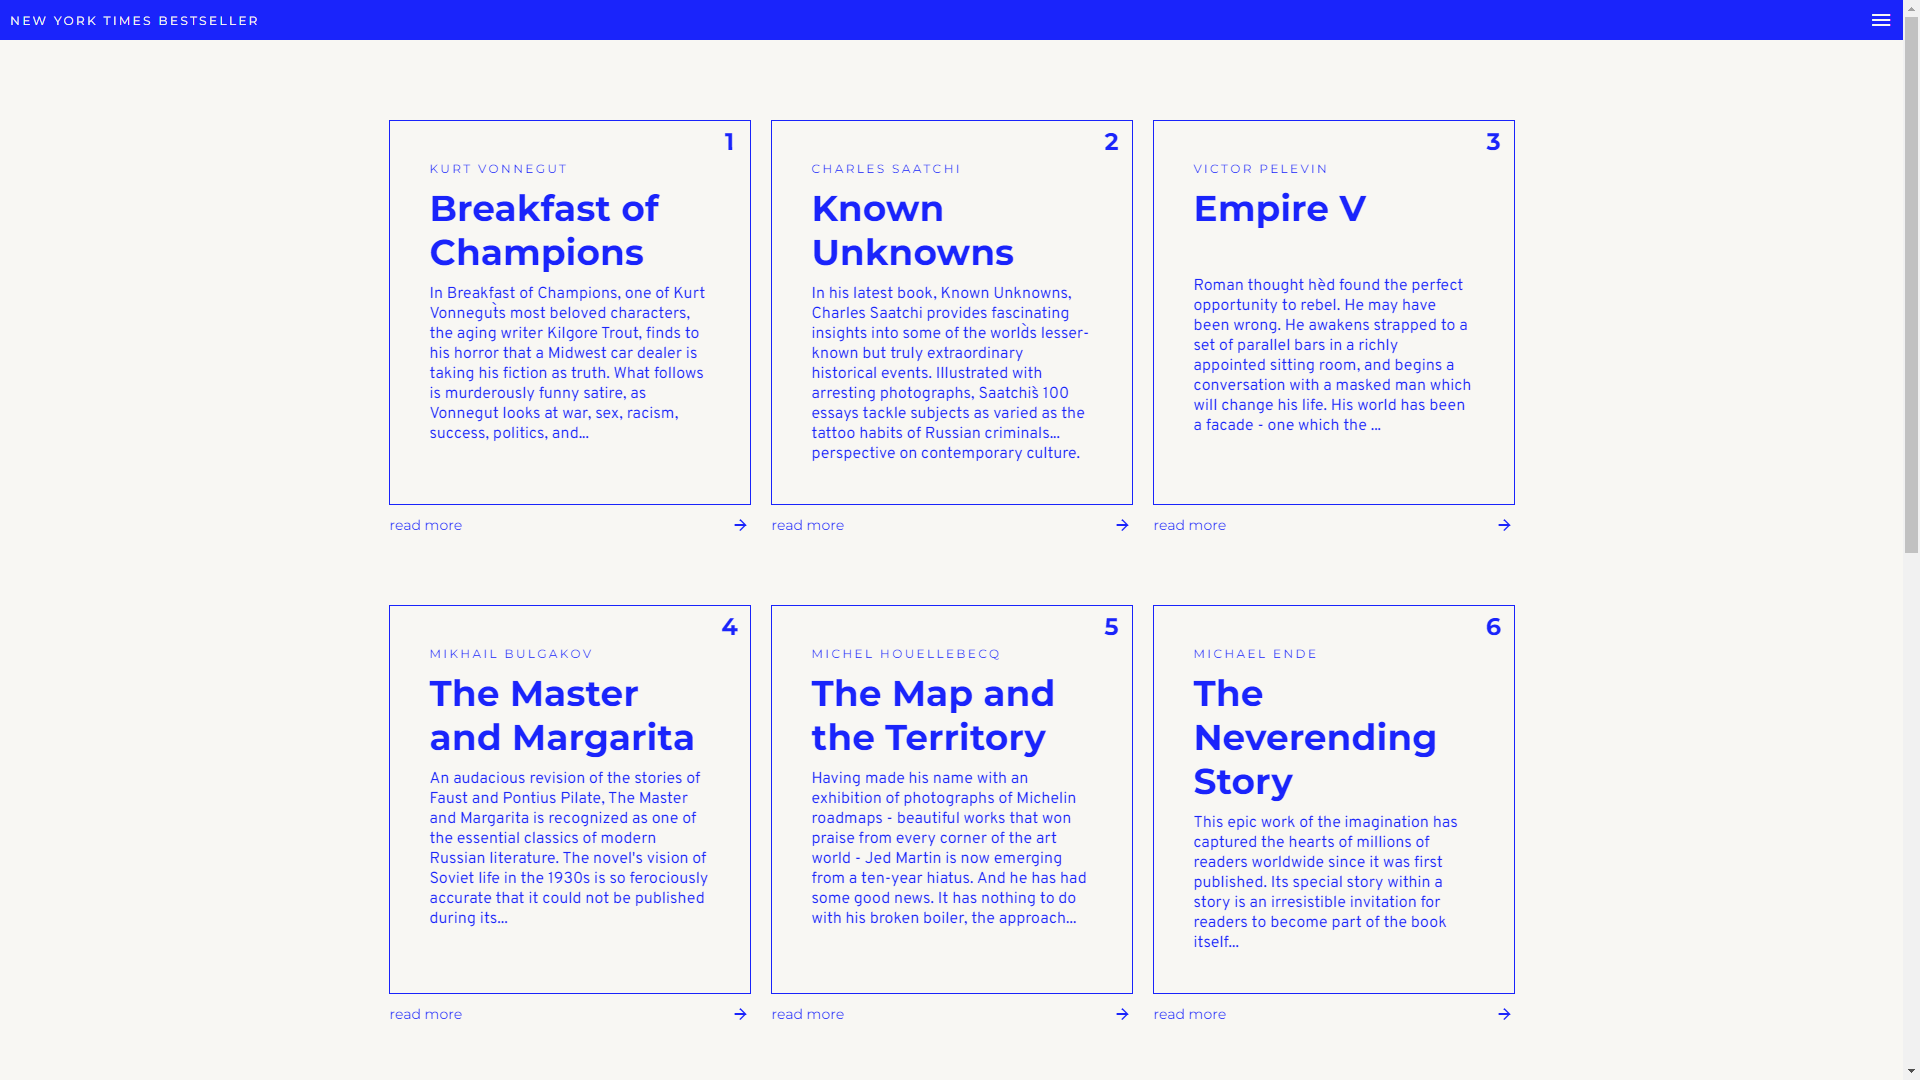 NEW YORK TIMES BESTSELLER
1
KURT VONNEGUT
Breakfast of
Champions
In Breakfast of Champions, one of Kurt
Vonnegut̀s most beloved characters,
the aging writer Kilgore Trout, finds to
his horror that a Midwest car dealer is
taking his fiction as truth. What follows
is murderously funny satire, as
Vonnegut looks at war, sex, racism,
success, politics, and...
read more
2
CHARLES SAATCHI
Known
Unknowns
In his latest book, Known Unknowns,
Charles Saatchi provides fascinating
insights into some of the world̀s lesser-
known but truly extraordinary
historical events. Illustrated with
arresting photographs, Saatchi̇̀s 100
essays tackle subjects as varied as the
tattoo habits of Russian criminals...
perspective on contemporary culture.
read more
3
VICTOR PELEVIN
Empire V
Roman thought hèd found the perfect
opportunity to rebel. He may have
been wrong. He awakens strapped to a
set of parallel bars in a richly
appointed sitting room, and begins a
conversation with a masked man which
will change his life. His world has been
a facade - one which the ...
read more
4
MIKHAIL BULGAKOV
The Master
and Margarita
An audacious revision of the stories of
Faust and Pontius Pilate, The Master
and Margarita is recognized as one of
the essential classics of modern
Russian literature. The novel's vision of
Soviet life in the 1930s is so ferociously
accurate that it could not be published
during its...
read more
5
MICHEL HOUELLEBECQ
The Map and
the Territory
Having made his name with an
exhibition of photographs of Michelin
roadmaps - beautiful works that won
praise from every corner of the art
world - Jed Martin is now emerging
from a ten-year hiatus. And he has had
some good news. It has nothing to do
with his broken boiler, the approach...
read more
6
MICHAEL ENDE
The
Neverending
Story
This epic work of the imagination has
captured the hearts of millions of
readers worldwide since it was first
published. Its special story within a
story is an irresistible invitation for
readers to become part of the book
itself...
read more